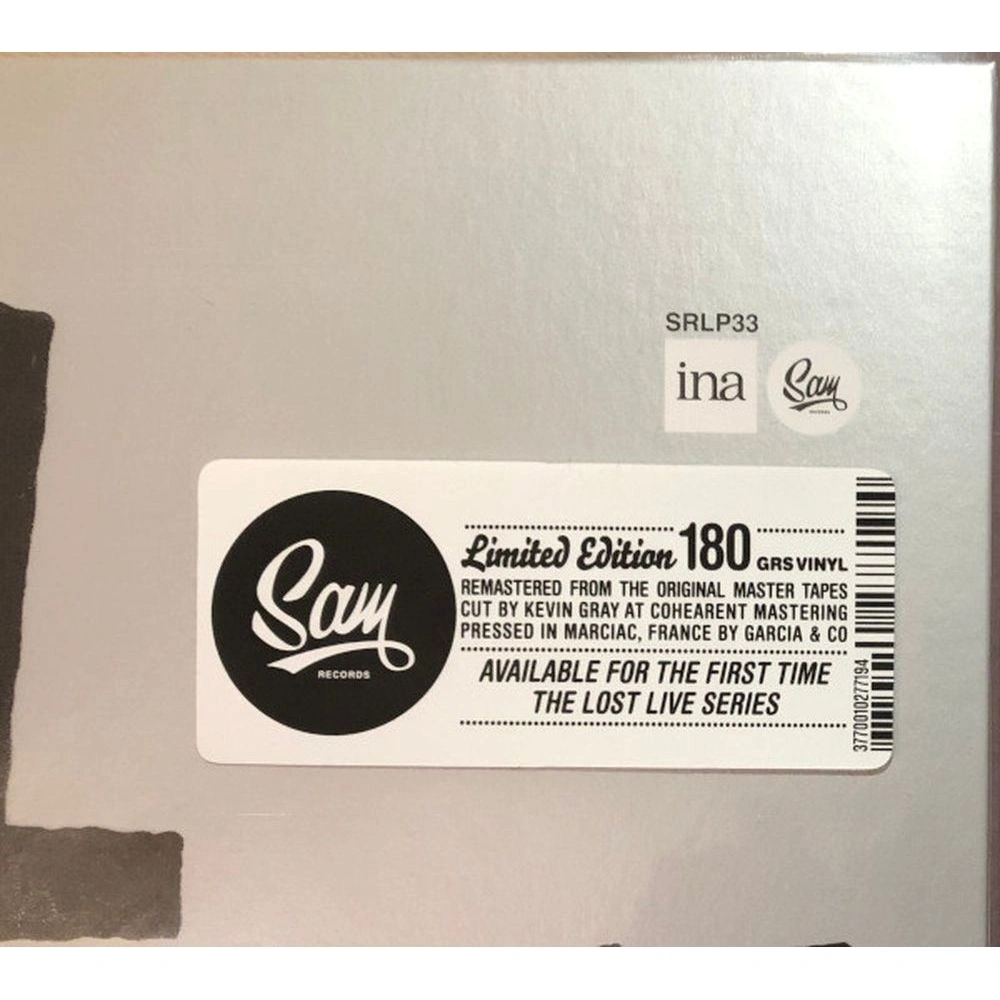 SRLP33
ina
Sam
RECORDS
Sam
RECORDS
Limited Edition 180 GRS VINYL
REMASTERED FROM THE ORIGINAL MASTER TAPES
CUT BY KEVIN GRAY AT COHEARENT MASTERING
PRESSED IN MARCIAC, FRANCE BY GARCIA & CO
AVAILABLE FOR THE FIRST TIME
THE LOST LIVE SERIES
3770010277194